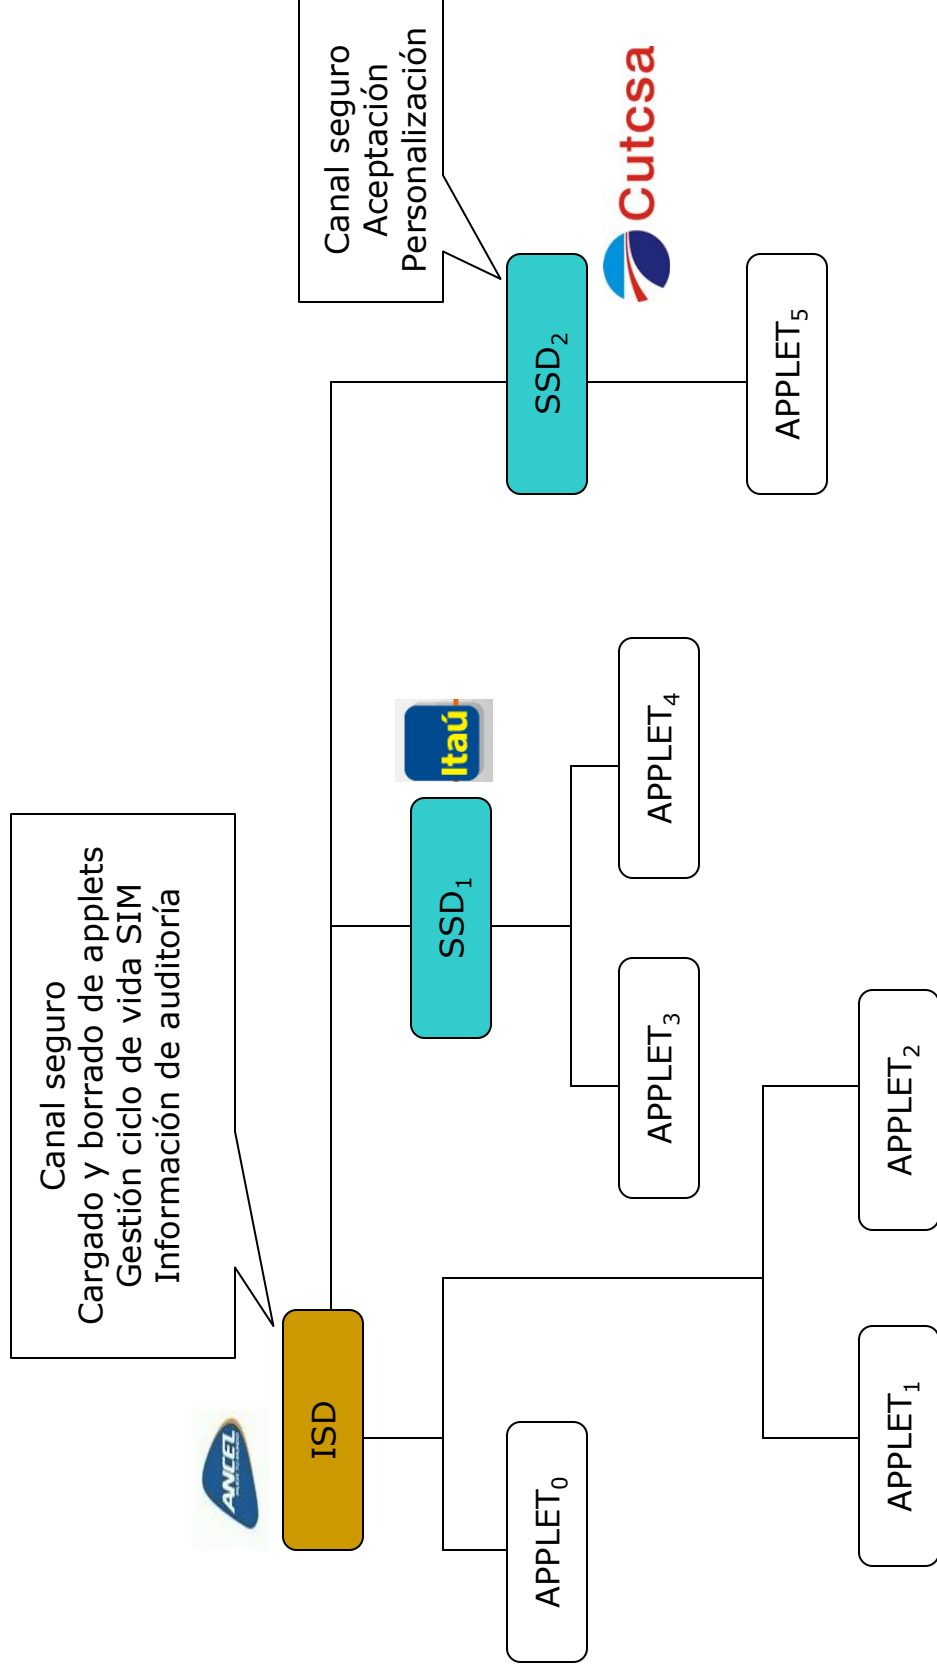 Canal seguro
Cargado y borrado de applets
Gestión ciclo de vida SIM
Información de auditoría
Canal seguro
Aceptación
Personalización
ANCEL
ISD
Itaú
SSD1
SSD2
Cutcsa
APPLET0
APPLET3
APPLET4
APPLET5
APPLET1
APPLET2